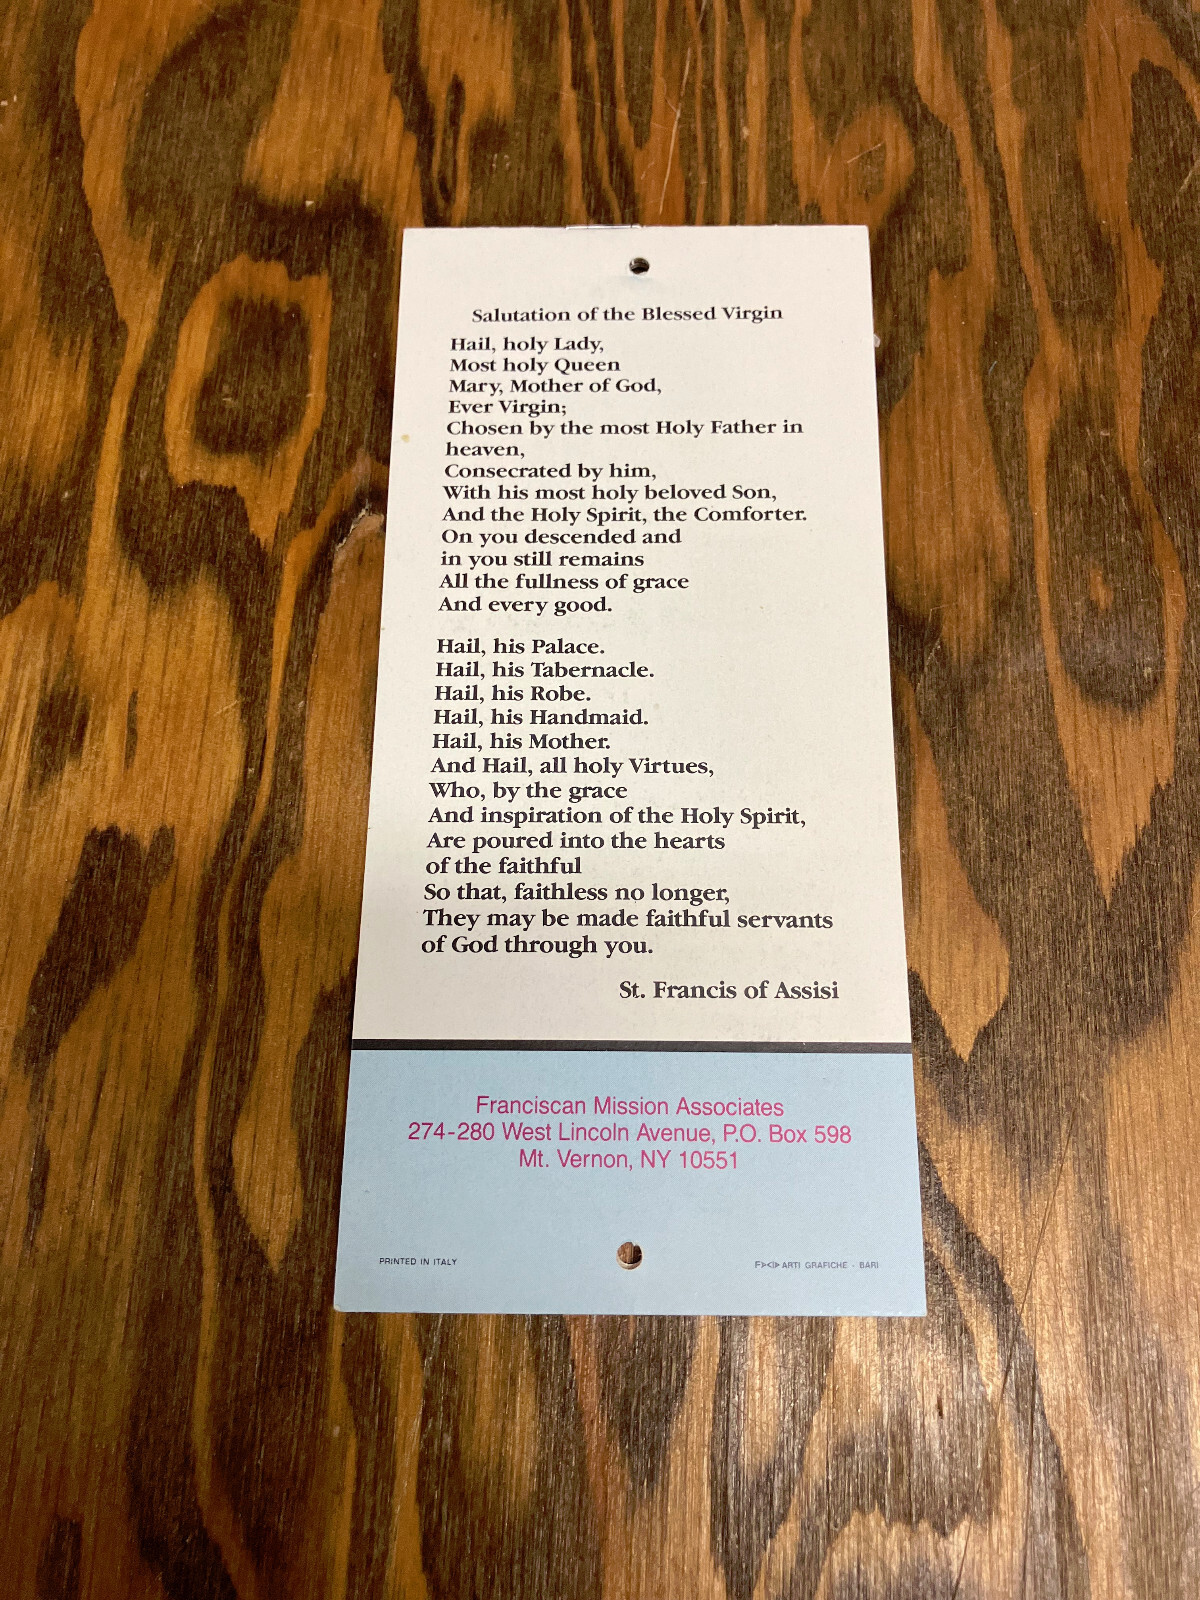 Salutation of the Blessed Virgin
Hail, holy Lady,
Most holy Queen
Mary, Mother of God,
Ever Virgin;
Chosen by the most Holy Father in
heaven,
Consecrated by him,
With his most holy beloved Son,
And the Holy Spirit, the Comforter.
On you descended and
in you still remains
All the fullness of grace
And every good.
Hail, his Palace.
Hail, his Tabernacle.
Hail, his Robe.
Hail, his Handmaid.
Hail, his Mother.
And Hail, all holy Virtues,
Who, by the grace
And inspiration of the Holy Spirit,
Are poured into the hearts
of the faithful
So that, faithless no longer,
They may be made faithful servants
of God through you.
St. Francis of Assisi
Franciscan Mission Associates
274-280 West Lincoln Avenue, P.O. Box 598
Mt. Vernon, NY 10551
PRINTED IN ITALY
ARTI GRAFICHE - BARI